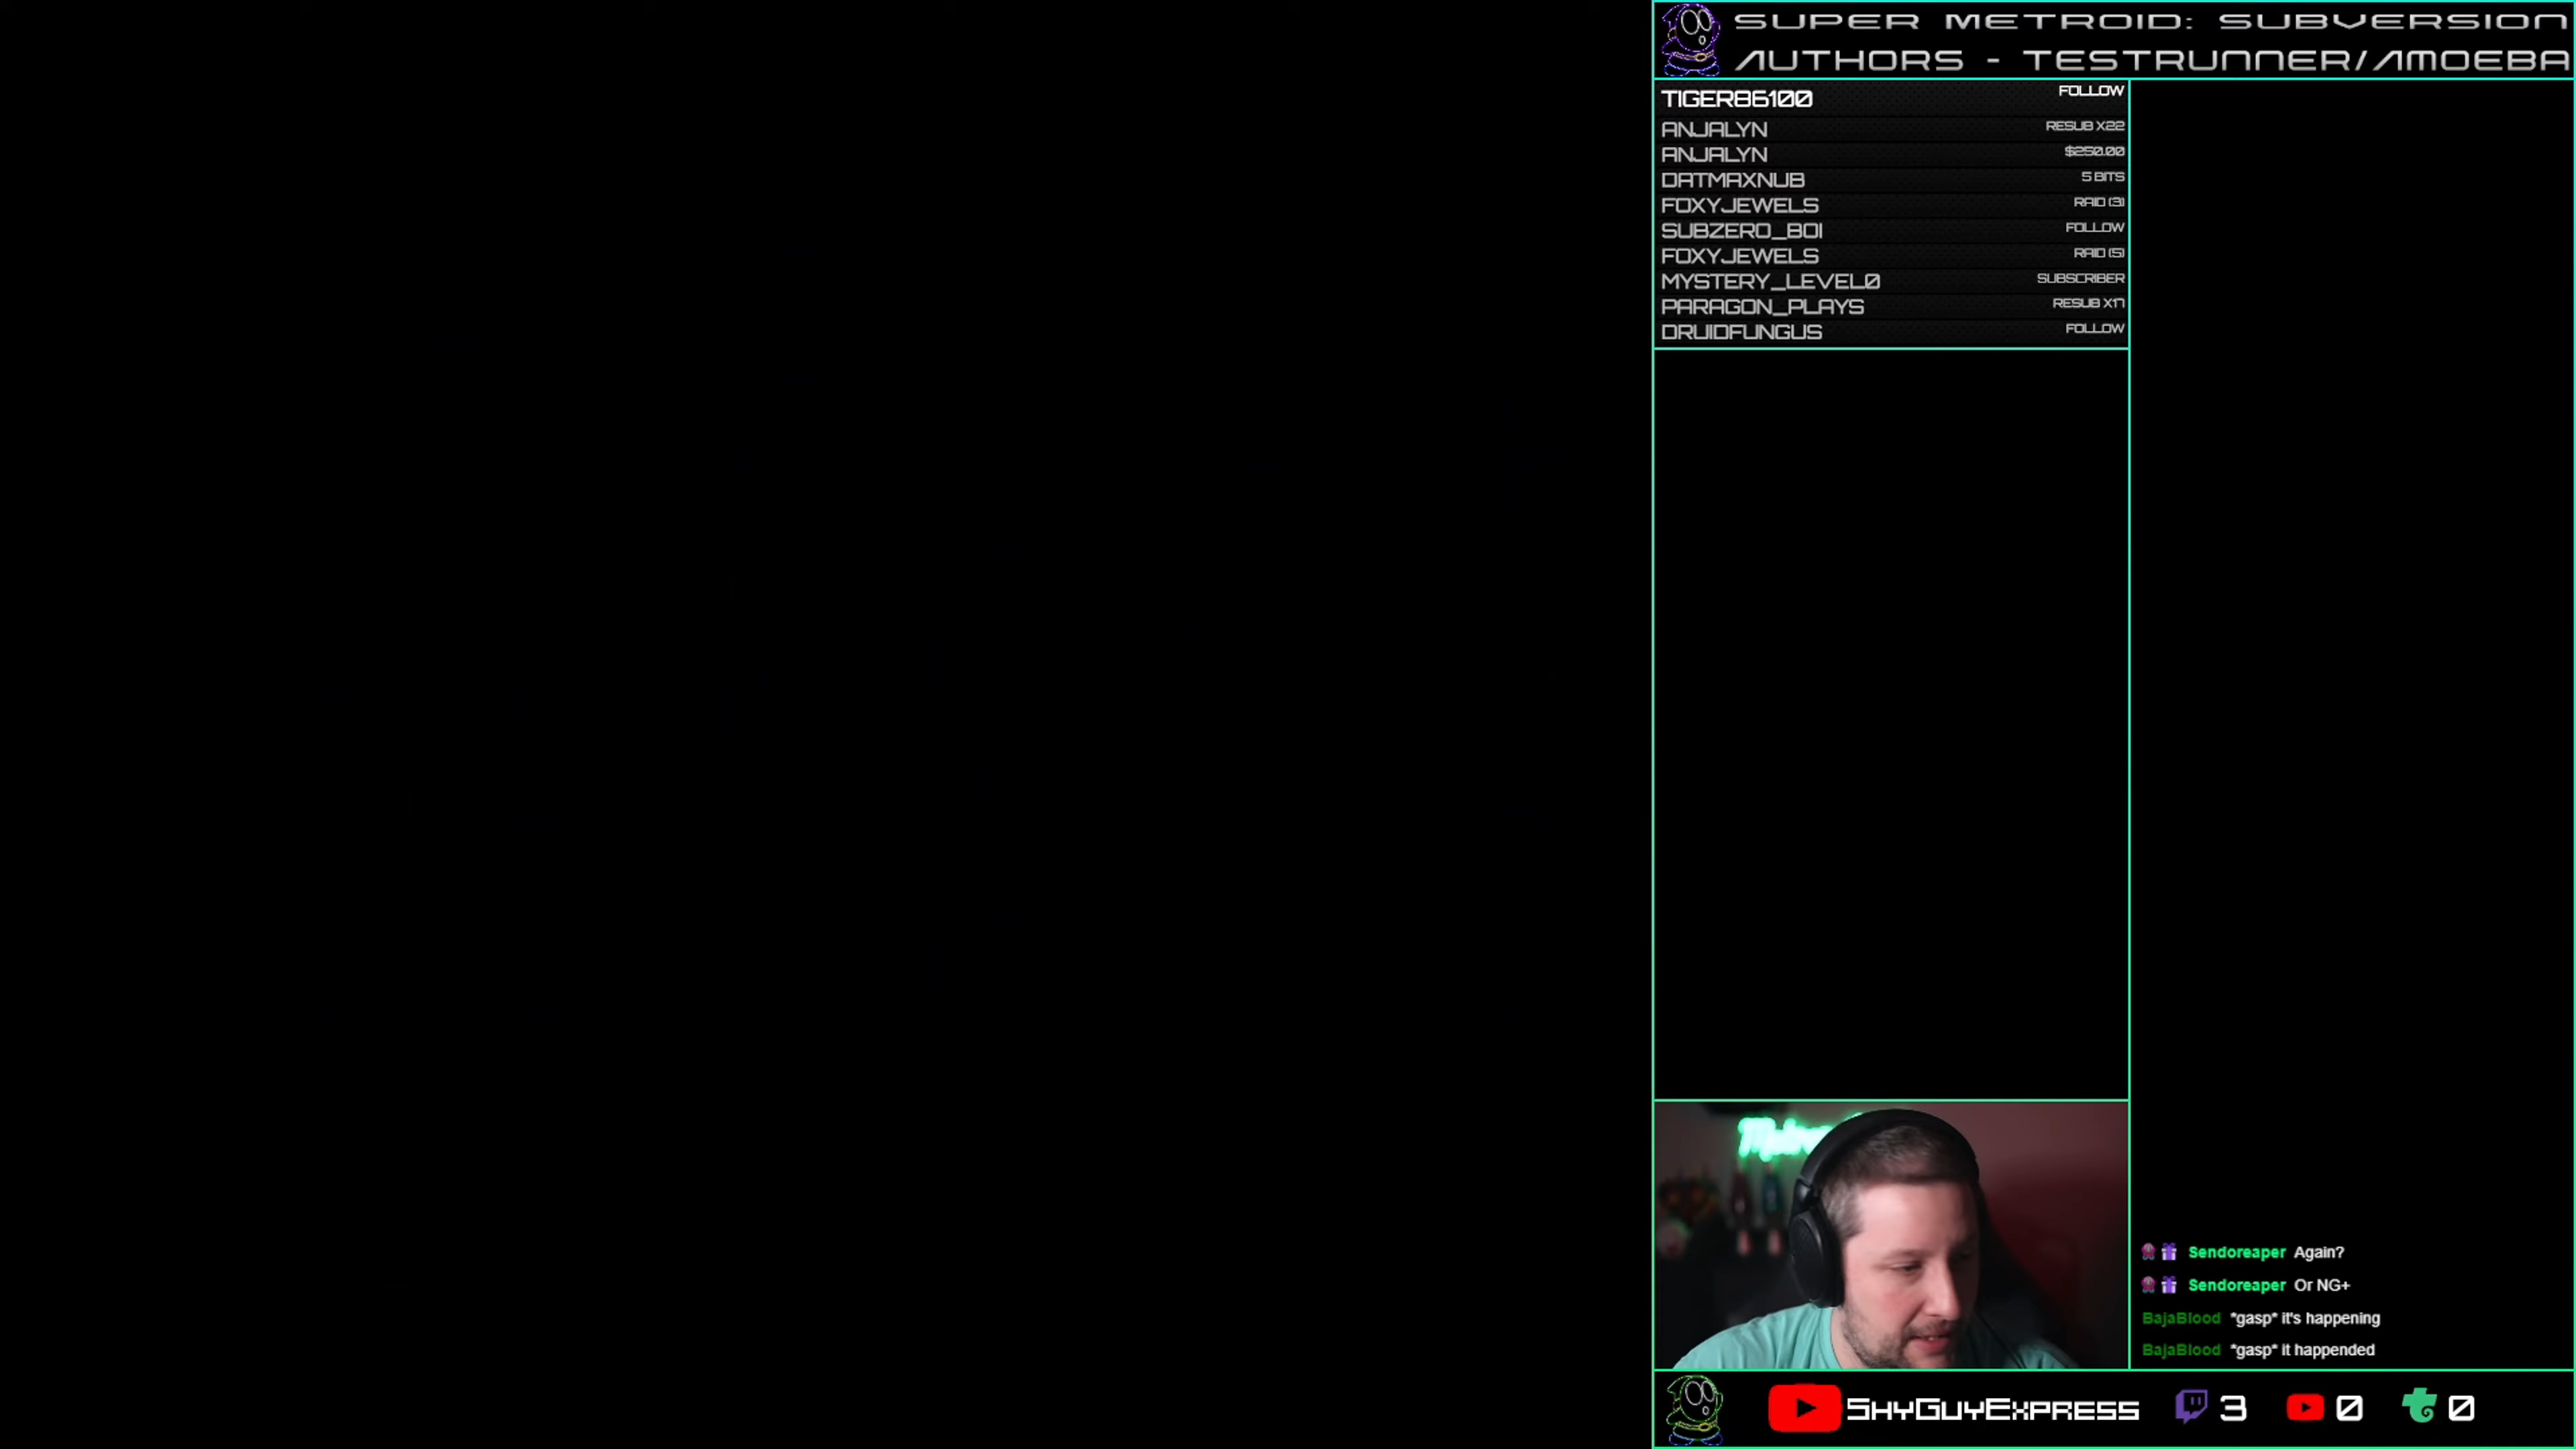 SUPER METROID: SUBVERSION
AUTHORS - TESTRUNNER/AMOEBA
TIGER86100 FOLLOW
ANJALYN RESUB X22
ANJALYN $250.00
DATMAXNUB 5 BITS
FOXYJEWELS RAID (3)
SUBZERO_BOI FOLLOW
FOXYJEWELS RAID (5)
MYSTERY_LEVEL0 SUBSCRIBER
PARAGON_PLAYS RESUB X17
DRUIDFUNGUS FOLLOW
Sendoreaper Again?
Sendoreaper Or NG+
BajaBlood *gasp* it's happening
BajaBlood *gasp* it happended
SHYGUYEXPRESS 3 0 0